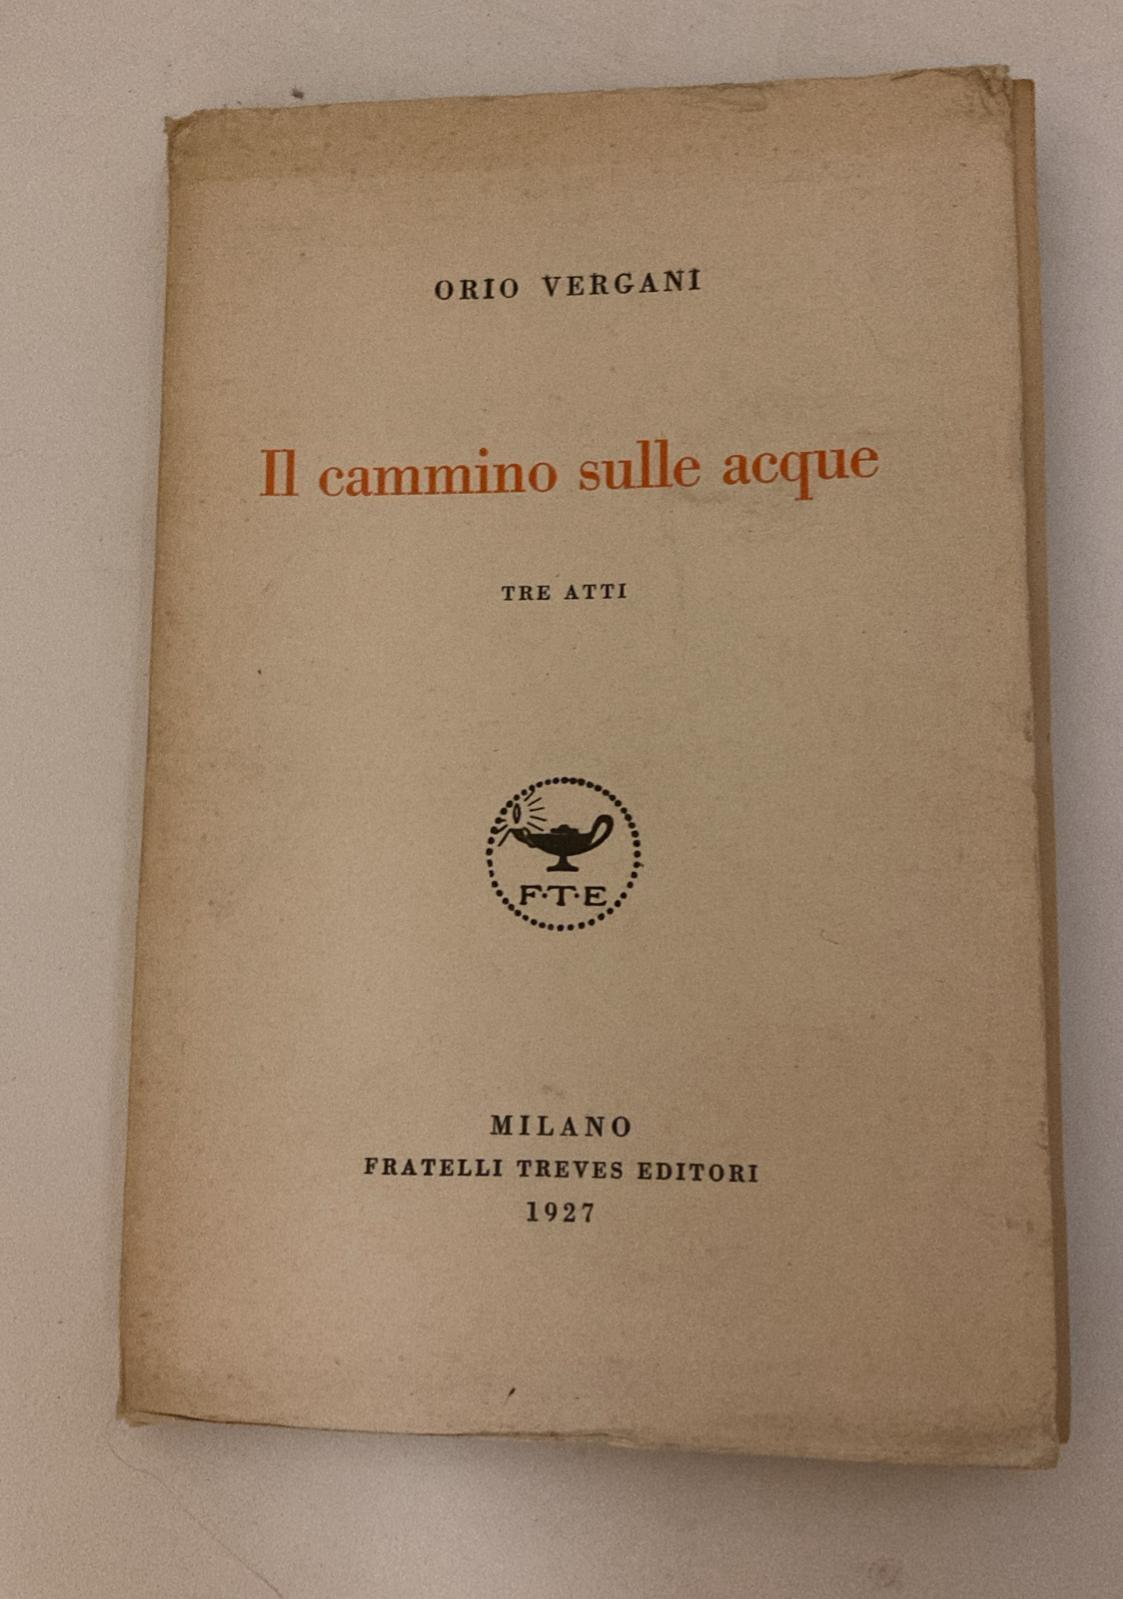 ORIO VERGANI
Il cammino sulle acque
TRE ATTI
F·T·E
MILANO
FRATELLI TREVES EDITORI
1927